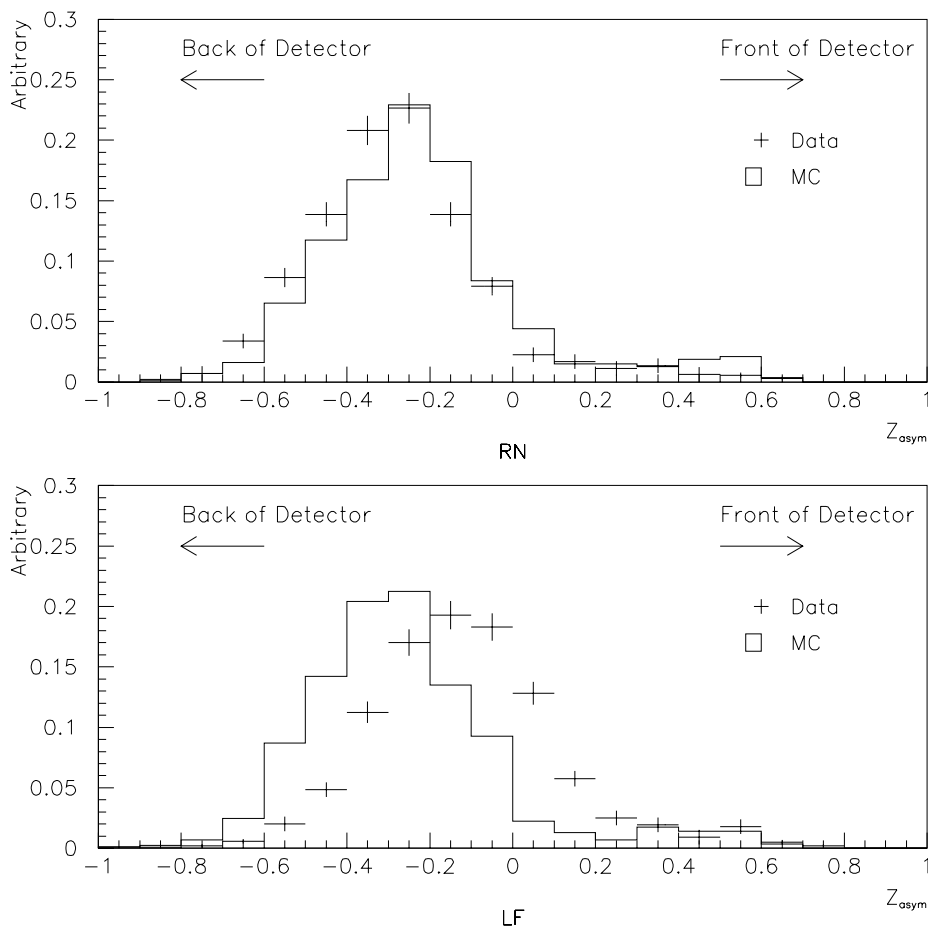 Arbitrary
0.3
0.25
0.2
0.15
0.1
0.05
0
Back of Detector
Front of Detector
Data
MC
-1 -0.8 -0.6 -0.4 -0.2 0 0.2 0.4 0.6 0.8 1
Zasym
RN
Arbitrary
0.3
0.25
0.2
0.15
0.1
0.05
0
Back of Detector
Front of Detector
Data
MC
-1 -0.8 -0.6 -0.4 -0.2 0 0.2 0.4 0.6 0.8 1
Zasym
LF